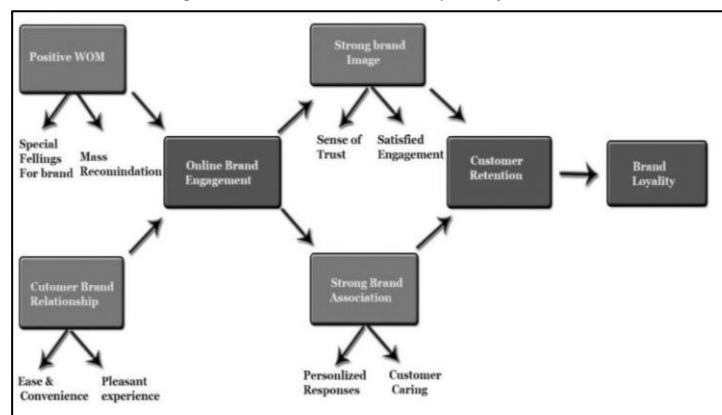 Positive WOM
Special
Fellings
For brand
Mass
Recomindation
Online Brand
Engagement
Cutomer Brand
Relationship
Ease &
Convenience
Pleasant
experience
Strong brand
Image
Sense of
Trust
Satisfied
Engagement
Strong Brand
Association
Personlized
Responses
Customer
Caring
Customer
Retention
Brand
Loyality